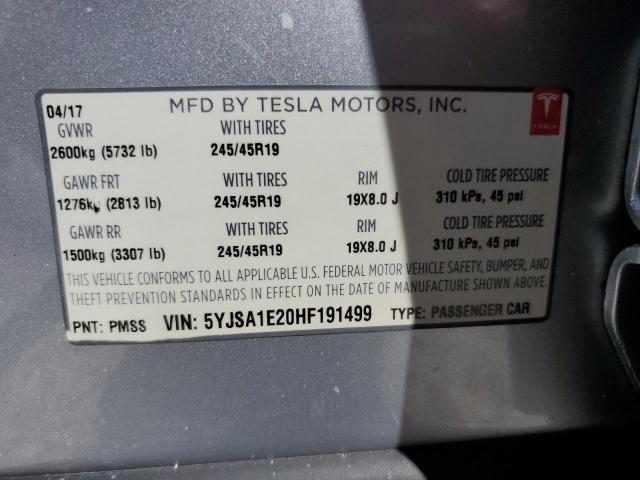 04/17 MFD BY TESLA MOTORS, INC.
GVWR WITH TIRES
2600kg (5732 lb) 245/45R19
GAWR FRT WITH TIRES RIM COLD TIRE PRESSURE
1276kg (2813 lb) 245/45R19 19X8.0 J 310 kPa, 45 psi
GAWR RR WITH TIRES RIM COLD TIRE PRESSURE
1500kg (3307 lb) 245/45R19 19X8.0 J 310 kPa, 45 psi
THIS VEHICLE CONFORMS TO ALL APPLICABLE U.S. FEDERAL MOTOR VEHICLE SAFETY, BUMPER, AND
THEFT PREVENTION STANDARDS IN EFFECT ON THE DATE OF MANUFACTURE SHOWN ABOVE.
PNT: PMSS VIN: 5YJSA1E20HF191499 TYPE: PASSENGER CAR
TESLA